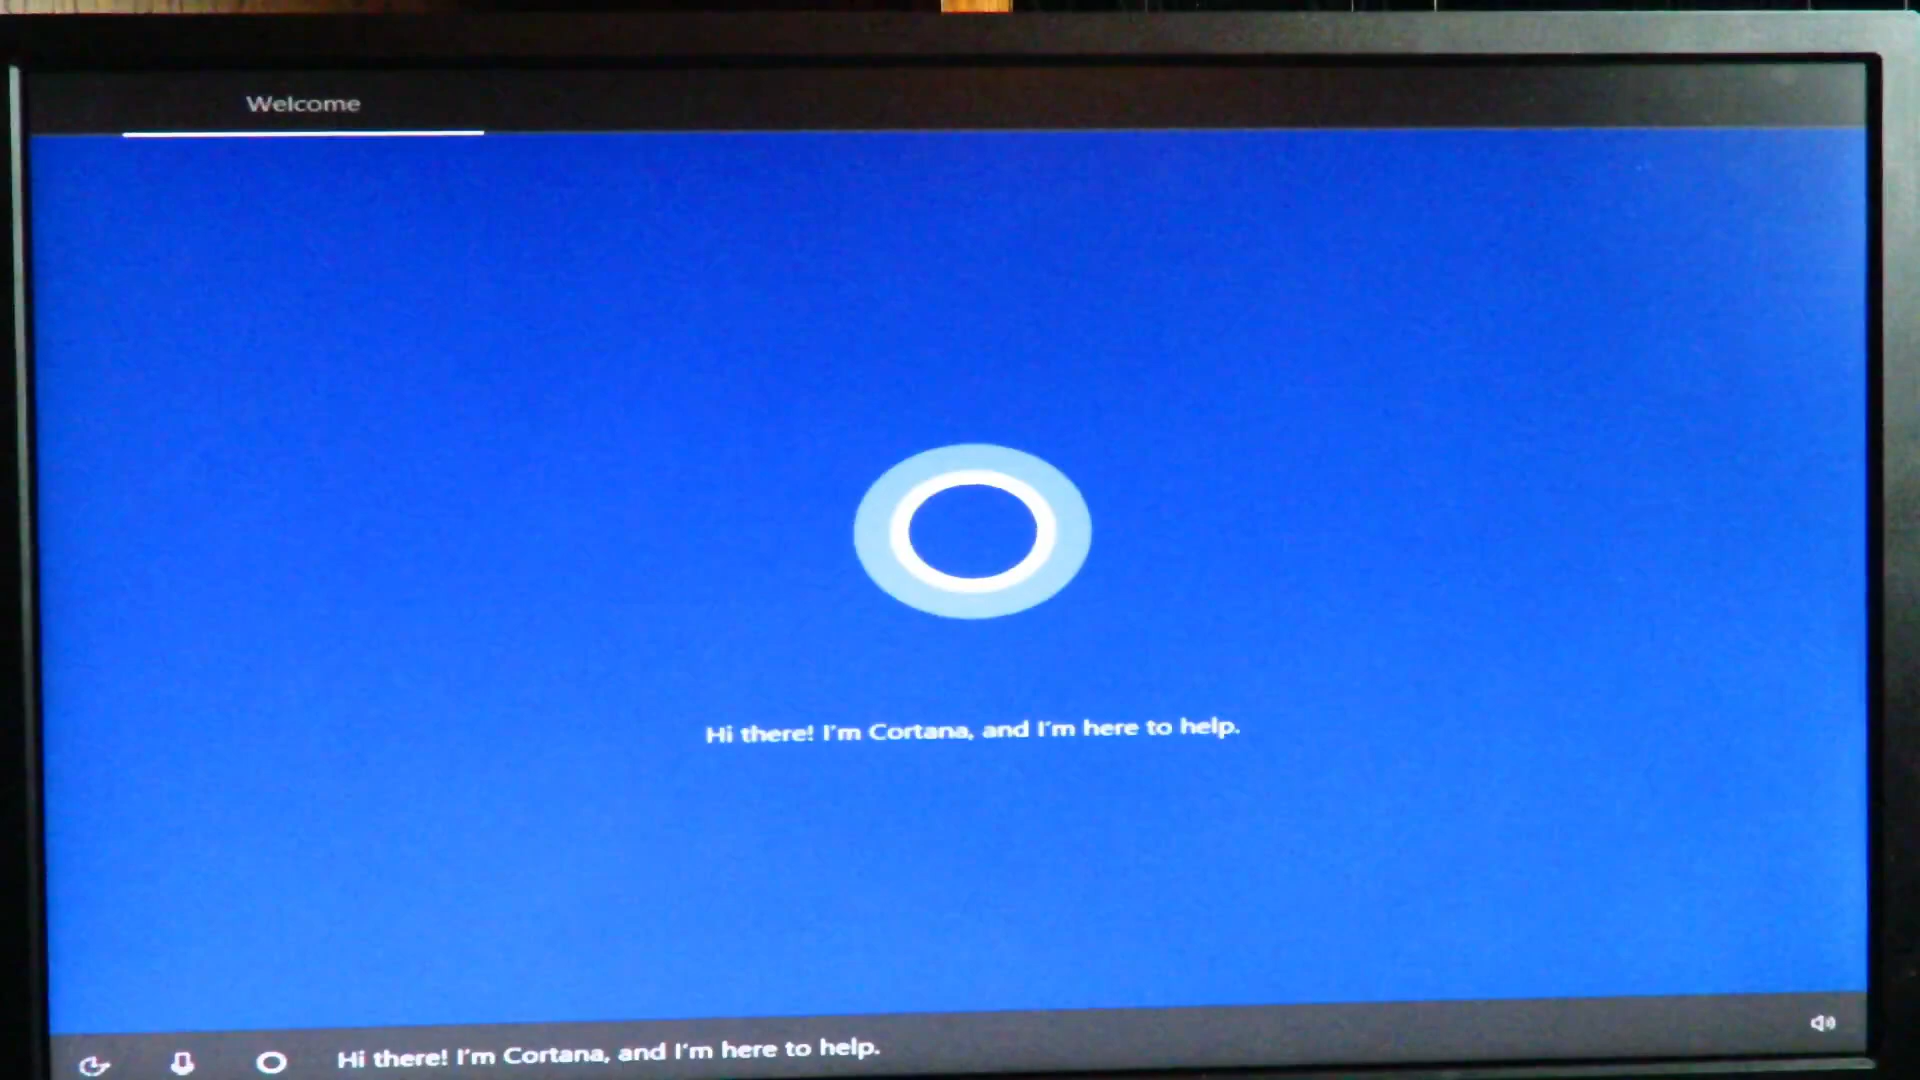 Welcome
Hi there! I'm Cortana, and I'm here to help.
Hi there! I'm Cortana, and I'm here to help.